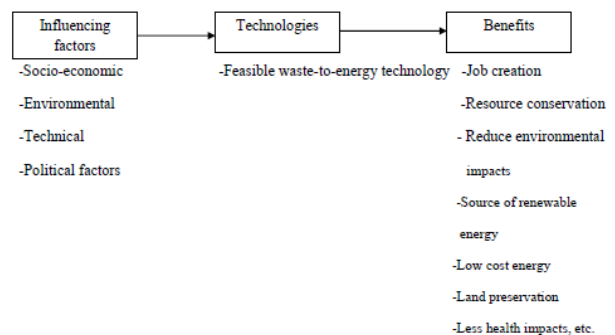 Influencing
factors
Technologies
Benefits
-Socio-economic
-Environmental
-Technical
-Political factors
-Feasible waste-to-energy technology
-Job creation
-Resource conservation
- Reduce environmental
impacts
-Source of renewable
energy
-Low cost energy
-Land preservation
-Less health impacts, etc.